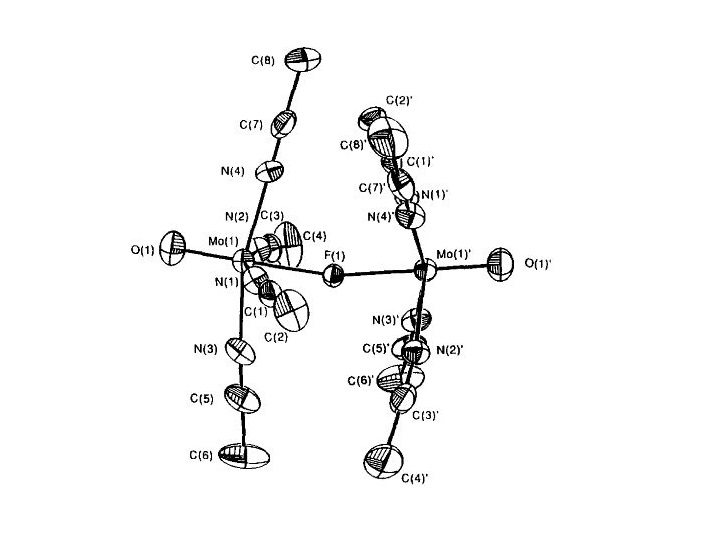 C(8)
C(2)'
C(7)
C(8)'
C(1)'
N(4)
C(7)'
N(1)'
N(2)
C(3)
N(4)'
C(4)
O(1)
Mo(1)
F(1)
Mo(1)'
O(1)'
N(1)
C(1)
C(2)
N(3)'
N(3)
C(5)'
N(2)'
C(6)'
C(5)
C(3)'
C(6)
C(4)'